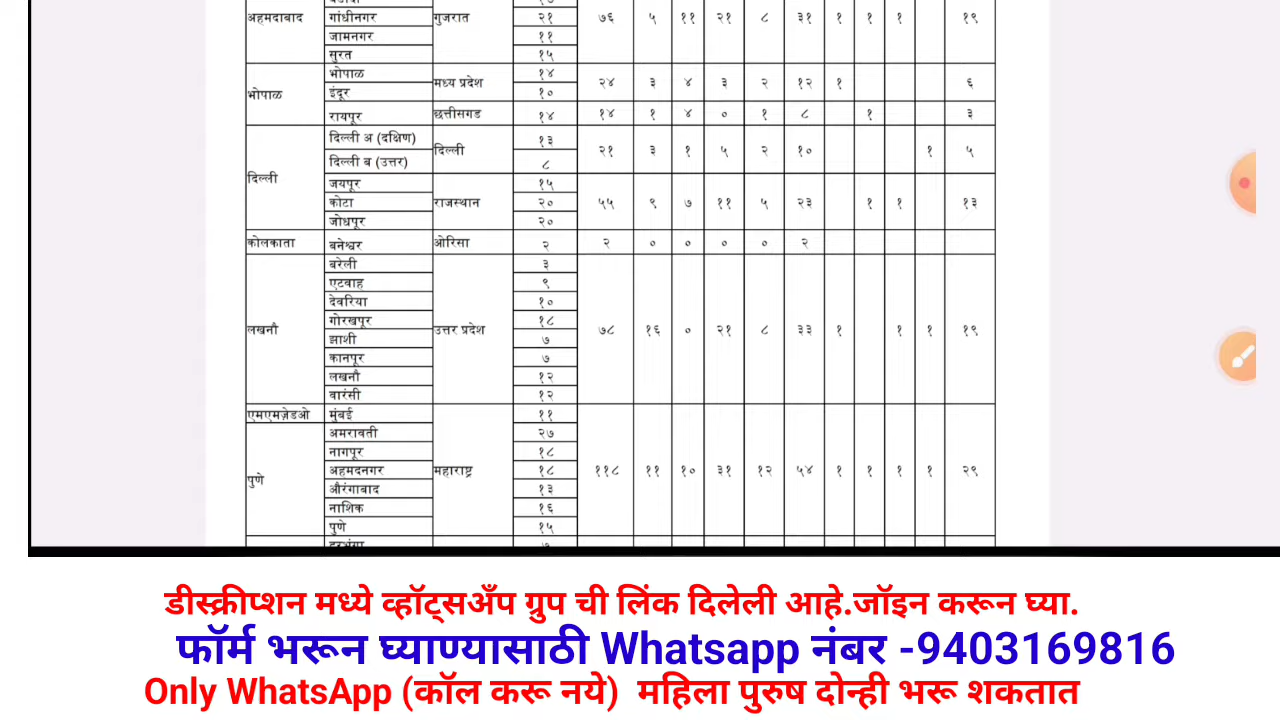 अहमदाबाद गांधीनगर गुजरात २१ ७६ ५ ११ २१ ८ ३१ १ १ १ १९
जामनगर ११
सुरत १५
भोपाळ भोपाळ मध्य प्रदेश १४ २४ ३ ४ ३ २ १२ १ ६
इंदूर १०
रायपूर छत्तीसगड १४ १४ १ ४ ० १ ८ १ ३
दिल्ली दिल्ली अ (दक्षिण) दिल्ली १३ २१ ३ १ ५ २ १० १ ५
दिल्ली ब (उत्तर) ८
जयपूर १५
कोटा राजस्थान २० ५५ ९ ७ ११ ५ २३ १ १ १३
जोधपूर २०
कोलकाता बनेश्वर ओरिसा २ २ ० ० ० ० २
बरेली ३
एटवाह ९
देवरिया १०
लखनौ गोरखपूर उत्तर प्रदेश १८ ७८ १६ ० २१ ८ ३३ १ १ १ १९
झाशी ७
कानपूर ७
लखनौ १२
वारंसी १२
एमएमज़ेडओ मुंबई ११
पुणे अमरावती २७
नागपूर १८
अहमदनगर महाराष्ट्र १८ ११८ ११ १० ३१ १२ ५४ १ १ १ १ २९
औरंगाबाद १३
नाशिक १६
पुणे १५
डीस्क्रीप्शन मध्ये व्हॉट्सअँप ग्रुप ची लिंक दिलेली आहे.जॉइन करून घ्या.
फॉर्म भरून घ्याण्यासाठी Whatsapp नंबर -9403169816
Only WhatsApp (कॉल करू नये) महिला पुरुष दोन्ही भरू शकतात